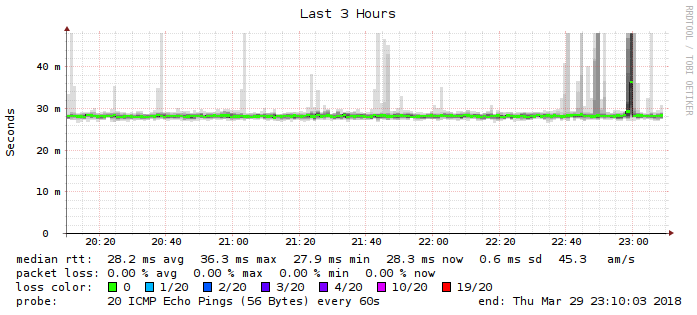 Last 3 Hours
RRDTOOL / TOBI OETIKER
Seconds
40 m
30 m
20 m
10 m
0
20:20 20:40 21:00 21:20 21:40 22:00 22:20 22:40 23:00
median rtt: 28.2 ms avg 36.3 ms max 27.9 ms min 28.3 ms now 0.6 ms sd 45.3 am/s
packet loss: 0.00 % avg 0.00 % max 0.00 % min 0.00 % now
loss color: 0 1/20 2/20 3/20 4/20 10/20 19/20
probe: 20 ICMP Echo Pings (56 Bytes) every 60s end: Thu Mar 29 23:10:03 2018